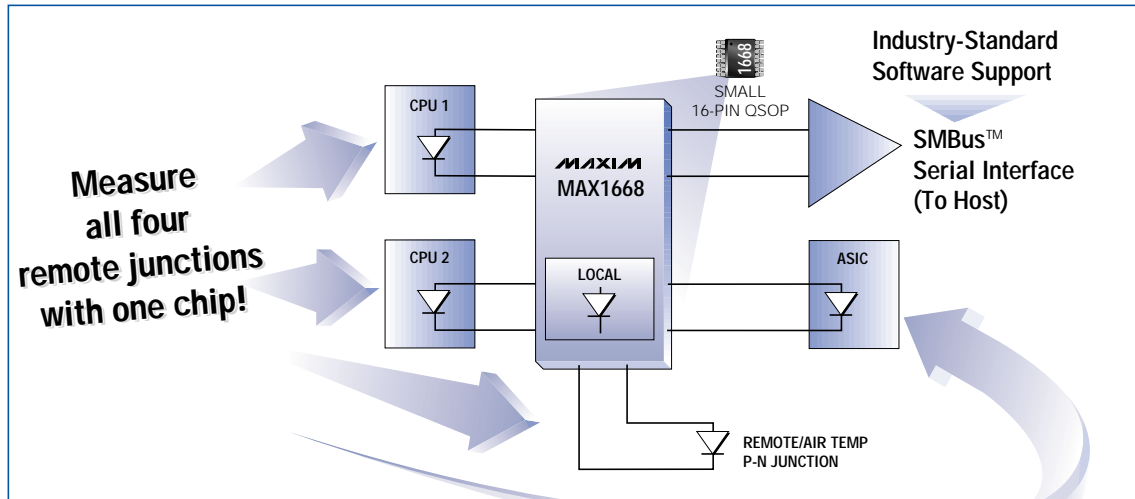 Measure
all four
remote junctions
with one chip!
CPU 1
CPU 2
MAXIM
MAX1668
LOCAL
1668
SMALL
16-PIN QSOP
Industry-Standard
Software Support
SMBus™
Serial Interface
(To Host)
ASIC
REMOTE/AIR TEMP
P-N JUNCTION